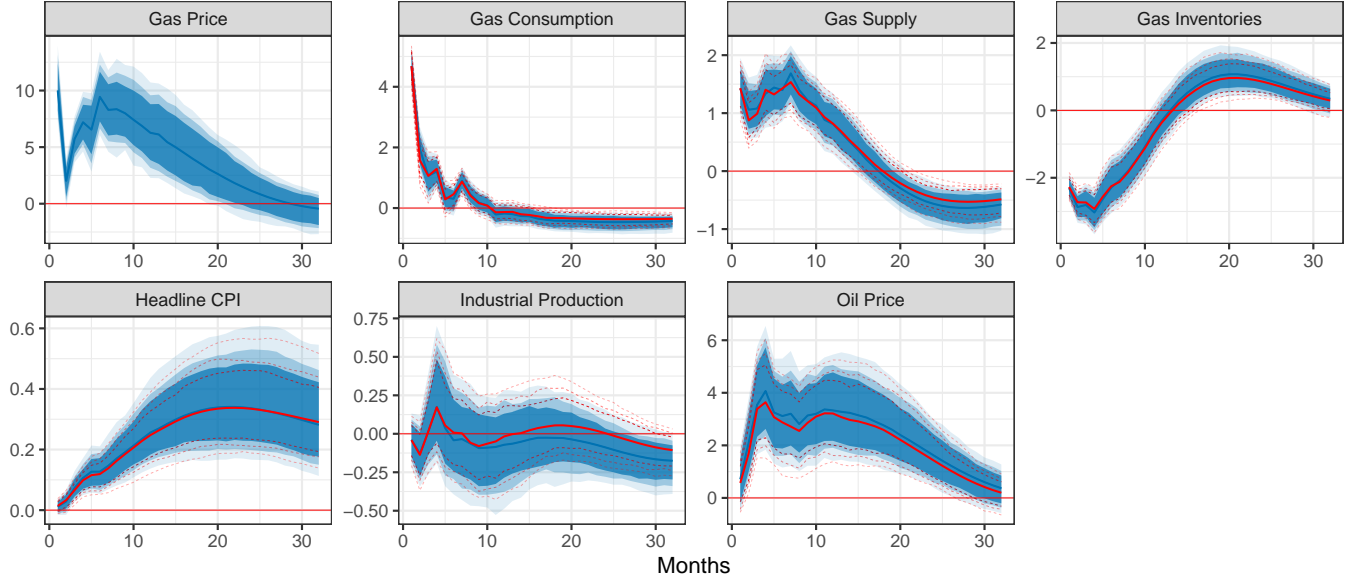 Gas Price
Gas Consumption
Gas Supply
Gas Inventories
10
5
0
0 10 20 30
4
2
0
0 10 20 30
2
1
0
−1
0 10 20 30
2
0
−2
0 10 20 30
Headline CPI
Industrial Production
Oil Price
0.6
0.4
0.2
0.0
0 10 20 30
0.75
0.50
0.25
0.00
−0.25
−0.50
0 10 20 30
6
4
2
0
0 10 20 30
Months